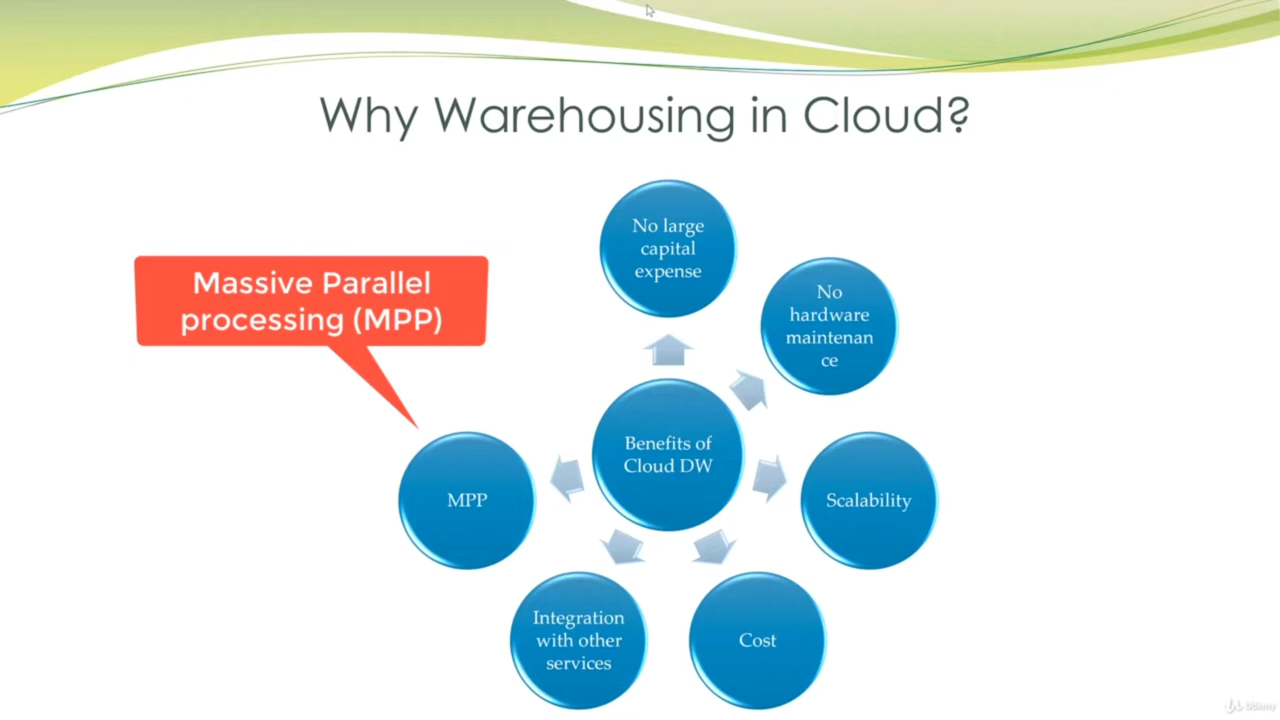 Why Warehousing in Cloud?
No large
capital
expense
Massive Parallel
processing (MPP)
No
hardware
maintenan
ce
Benefits of
Cloud DW
MPP
Scalability
Integration
with other
services
Cost
Udemy